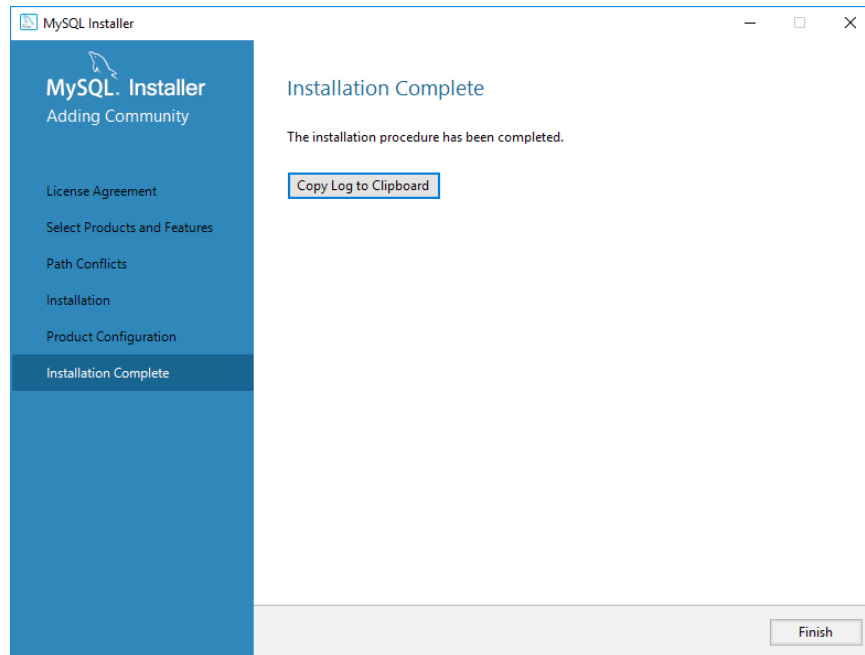 MySQL Installer
MySQL. Installer
Adding Community
License Agreement
Select Products and Features
Path Conflicts
Installation
Product Configuration
Installation Complete
Installation Complete
The installation procedure has been completed.
Copy Log to Clipboard
Finish